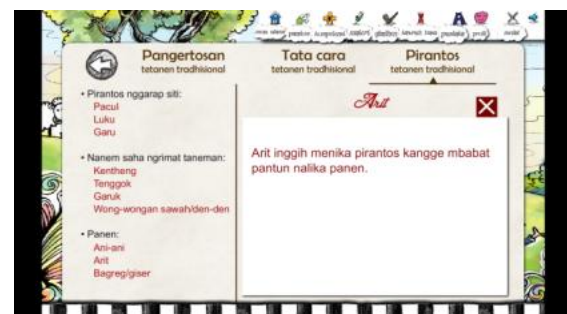 Pangertosan
tetanen tradhisional
Tata cara
tetanen tradhisional
Pirantos
tetanen tradhisional
• Pirantos nggarap siti:
Pacul
Luku
Garu
• Nanem saha ngrimat taneman:
Kentheng
Tenggok
Garuk
Wong-wongan sawah/den-den
• Panen:
Ani-ani
Arit
Bagreg/giser
Arit
X
Arit inggih menika pirantos kangge mbabat
pantun nalika panen.